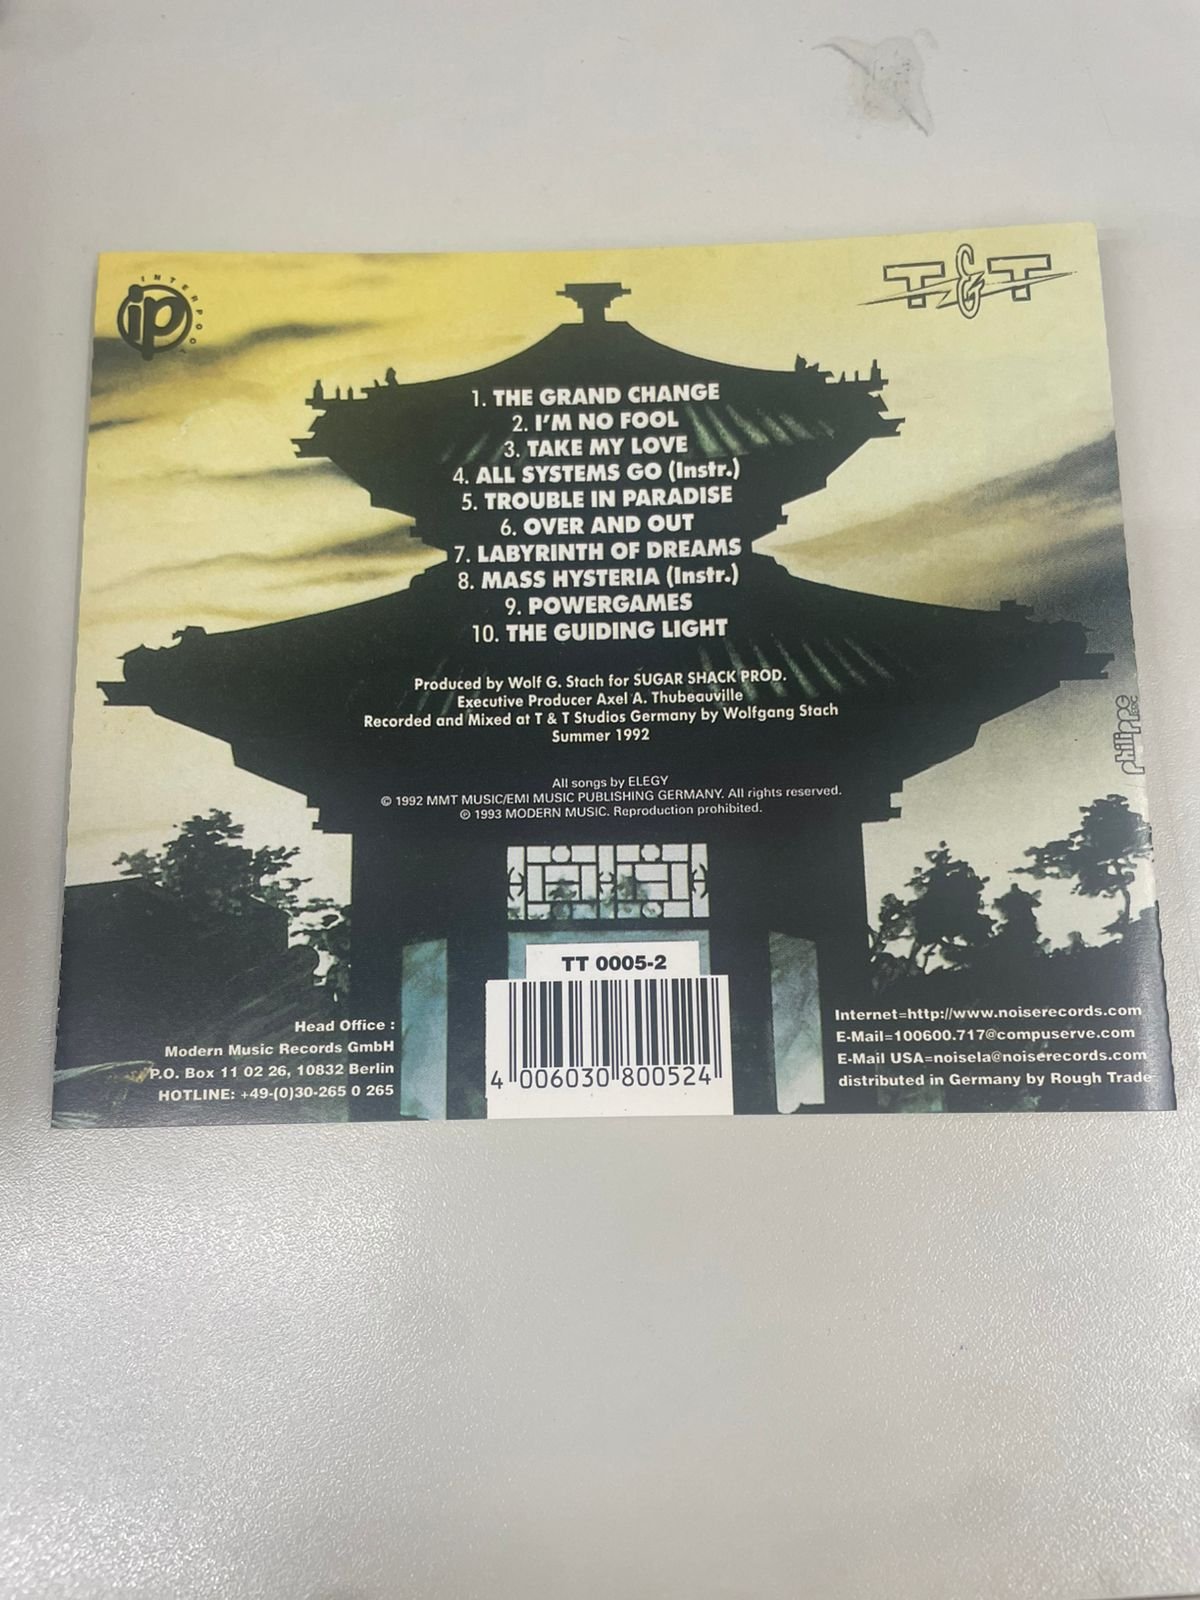 INTERPOOL
ip
T&T
1. THE GRAND CHANGE
2. I'M NO FOOL
3. TAKE MY LOVE
4. ALL SYSTEMS GO (Instr.)
5. TROUBLE IN PARADISE
6. OVER AND OUT
7. LABYRINTH OF DREAMS
8. MASS HYSTERIA (Instr.)
9. POWERGAMES
10. THE GUIDING LIGHT
Produced by Wolf G. Stach for SUGAR SHACK PROD.
Executive Producer Axel A. Thubeauville
Recorded and Mixed at T & T Studios Germany by Wolfgang Stach
Summer 1992
All songs by ELEGY
© 1992 MMT MUSIC/EMI MUSIC PUBLISHING GERMANY. All rights reserved.
© 1993 MODERN MUSIC. Reproduction prohibited.
philippe
TT 0005-2
4 006030 800524
Head Office :
Modern Music Records GmbH
P.O. Box 11 02 26, 10832 Berlin
HOTLINE: +49-(0)30-265 0 265
Internet=http://www.noiserecords.com
E-Mail=100600.717@compuserve.com
E-Mail USA=noisela@noiserecords.com
distributed in Germany by Rough Trade